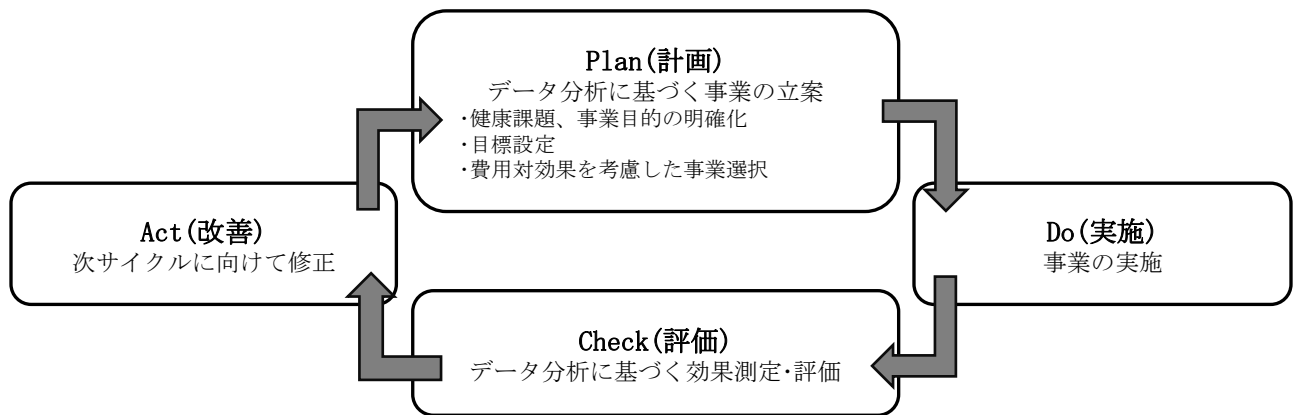 Plan(計画)
データ分析に基づく事業の立案
・健康課題、事業目的の明確化
・目標設定
・費用対効果を考慮した事業選択
Do(実施)
事業の実施
Check(評価)
データ分析に基づく効果測定・評価
Act(改善)
次サイクルに向けて修正